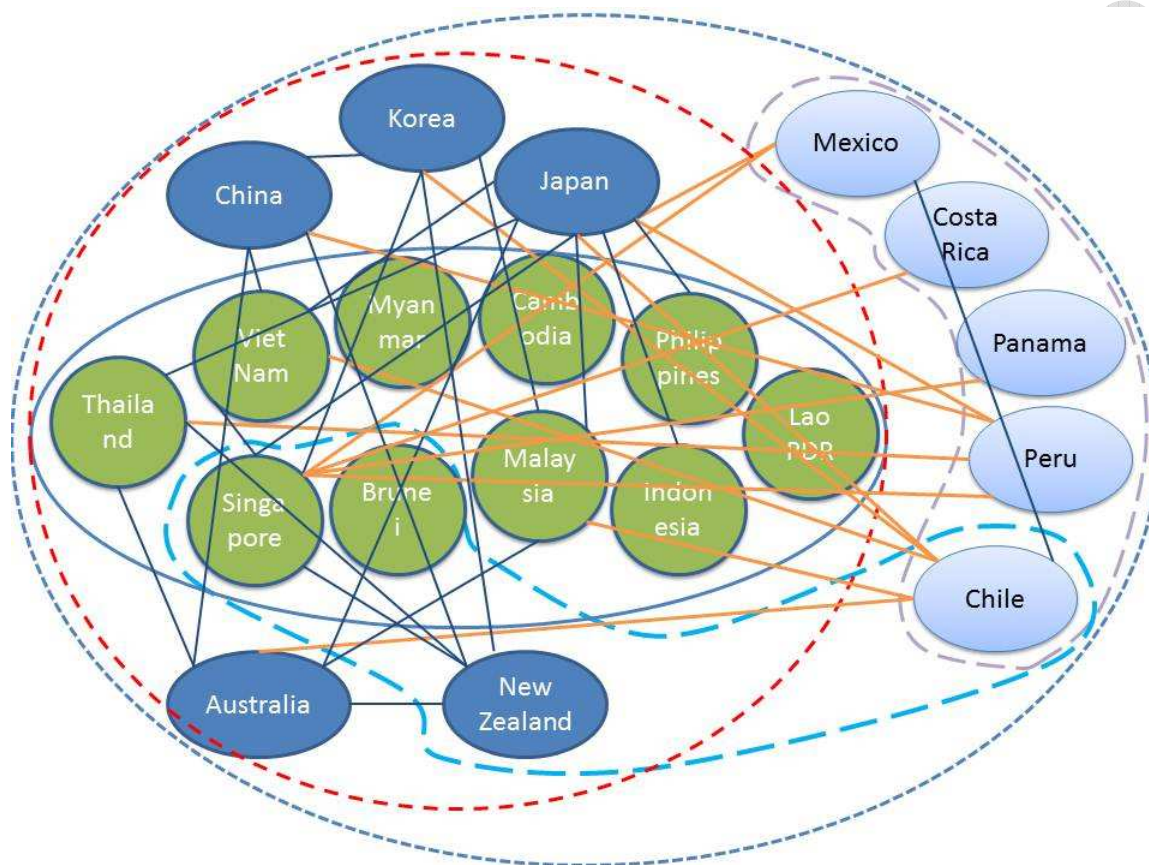 Korea
Mexico
China
Japan
Costa
Rica
Myan
mar
Camb
odia
Viet
Nam
Philip
pines
Panama
Thaila
nd
Lao
PDR
Peru
Singa
pore
Brune
i
Malay
sia
Indon
esia
Chile
Australia
New
Zealand